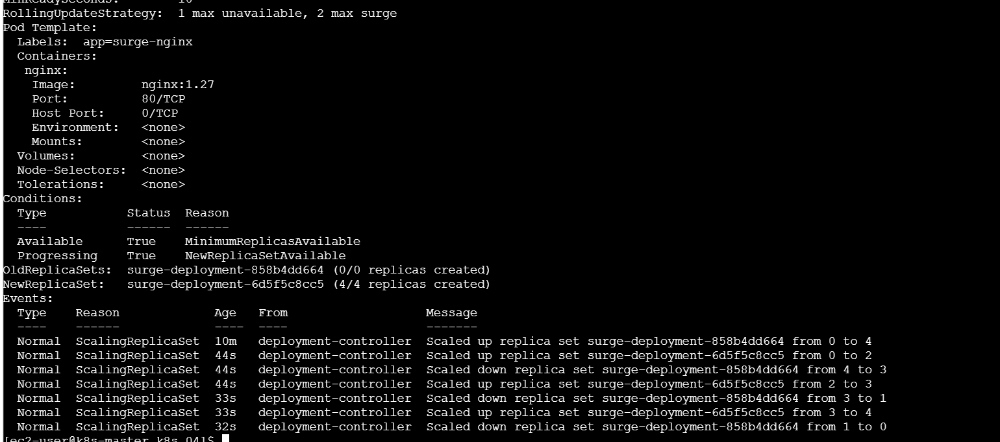 MinReadySeconds:        10
RollingUpdateStrategy:  1 max unavailable, 2 max surge
Pod Template:
  Labels:  app=surge-nginx
  Containers:
   nginx:
    Image:         nginx:1.27
    Port:          80/TCP
    Host Port:     0/TCP
    Environment:   <none>
    Mounts:        <none>
  Volumes:         <none>
  Node-Selectors:  <none>
  Tolerations:     <none>
Conditions:
  Type           Status  Reason
  ----           ------  ------
  Available      True    MinimumReplicasAvailable
  Progressing    True    NewReplicaSetAvailable
OldReplicaSets:  surge-deployment-858b4dd664 (0/0 replicas created)
NewReplicaSet:   surge-deployment-6d5f5c8cc5 (4/4 replicas created)
Events:
  Type    Reason             Age   From                   Message
  ----    ------             ----  ----                   -------
  Normal  ScalingReplicaSet  10m   deployment-controller  Scaled up replica set surge-deployment-858b4dd664 from 0 to 4
  Normal  ScalingReplicaSet  44s   deployment-controller  Scaled up replica set surge-deployment-6d5f5c8cc5 from 0 to 2
  Normal  ScalingReplicaSet  44s   deployment-controller  Scaled down replica set surge-deployment-858b4dd664 from 4 to 3
  Normal  ScalingReplicaSet  44s   deployment-controller  Scaled up replica set surge-deployment-6d5f5c8cc5 from 2 to 3
  Normal  ScalingReplicaSet  33s   deployment-controller  Scaled down replica set surge-deployment-858b4dd664 from 3 to 1
  Normal  ScalingReplicaSet  33s   deployment-controller  Scaled up replica set surge-deployment-6d5f5c8cc5 from 3 to 4
  Normal  ScalingReplicaSet  32s   deployment-controller  Scaled down replica set surge-deployment-858b4dd664 from 1 to 0
[ec2-user@k8s-master k8s_04]$